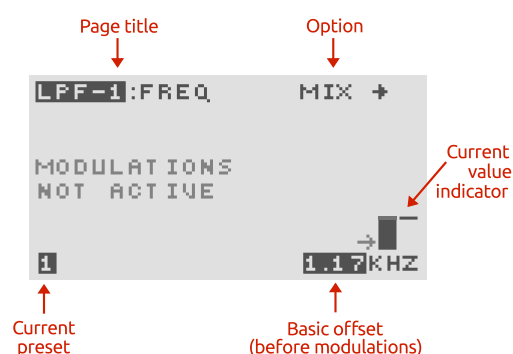 Page title
Option
LPF-1:FREQ
MIX →
MODULATIONS
NOT ACTIVE
Current
value
indicator
1
1.17KHZ
Current
preset
Basic offset
(before modulations)